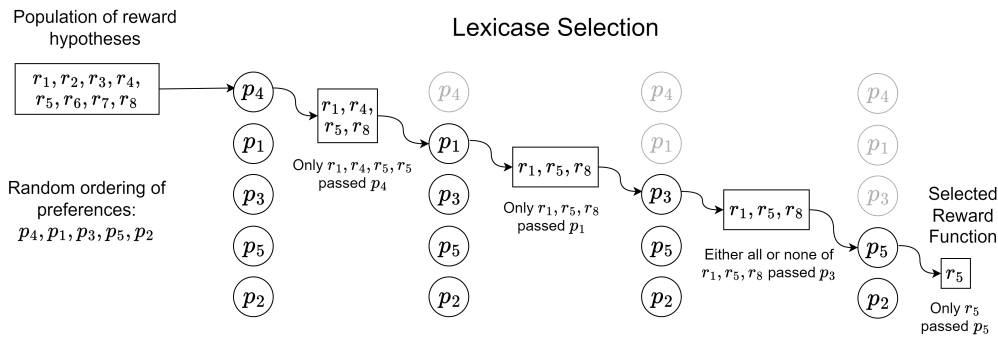 Lexicase Selection
Population of reward
hypotheses
r₁, r₂, r₃, r₄,
r₅, r₆, r₇, r₈
Random ordering of
preferences:
p₄, p₁, p₃, p₅, p₂
p₄
p₁
p₃
p₅
p₂
r₁, r₄,
r₅, r₈
Only r₁, r₄, r₅, r₅
passed p₄
p₄
p₁
p₃
p₅
p₂
r₁, r₅, r₈
Only r₁, r₅, r₈
passed p₁
p₄
p₁
p₃
p₅
p₂
r₁, r₅, r₈
Either all or none of
r₁, r₅, r₈ passed p₃
p₄
p₁
p₃
p₅
p₂
Selected
Reward
Function
r₅
Only r₅
passed p₅